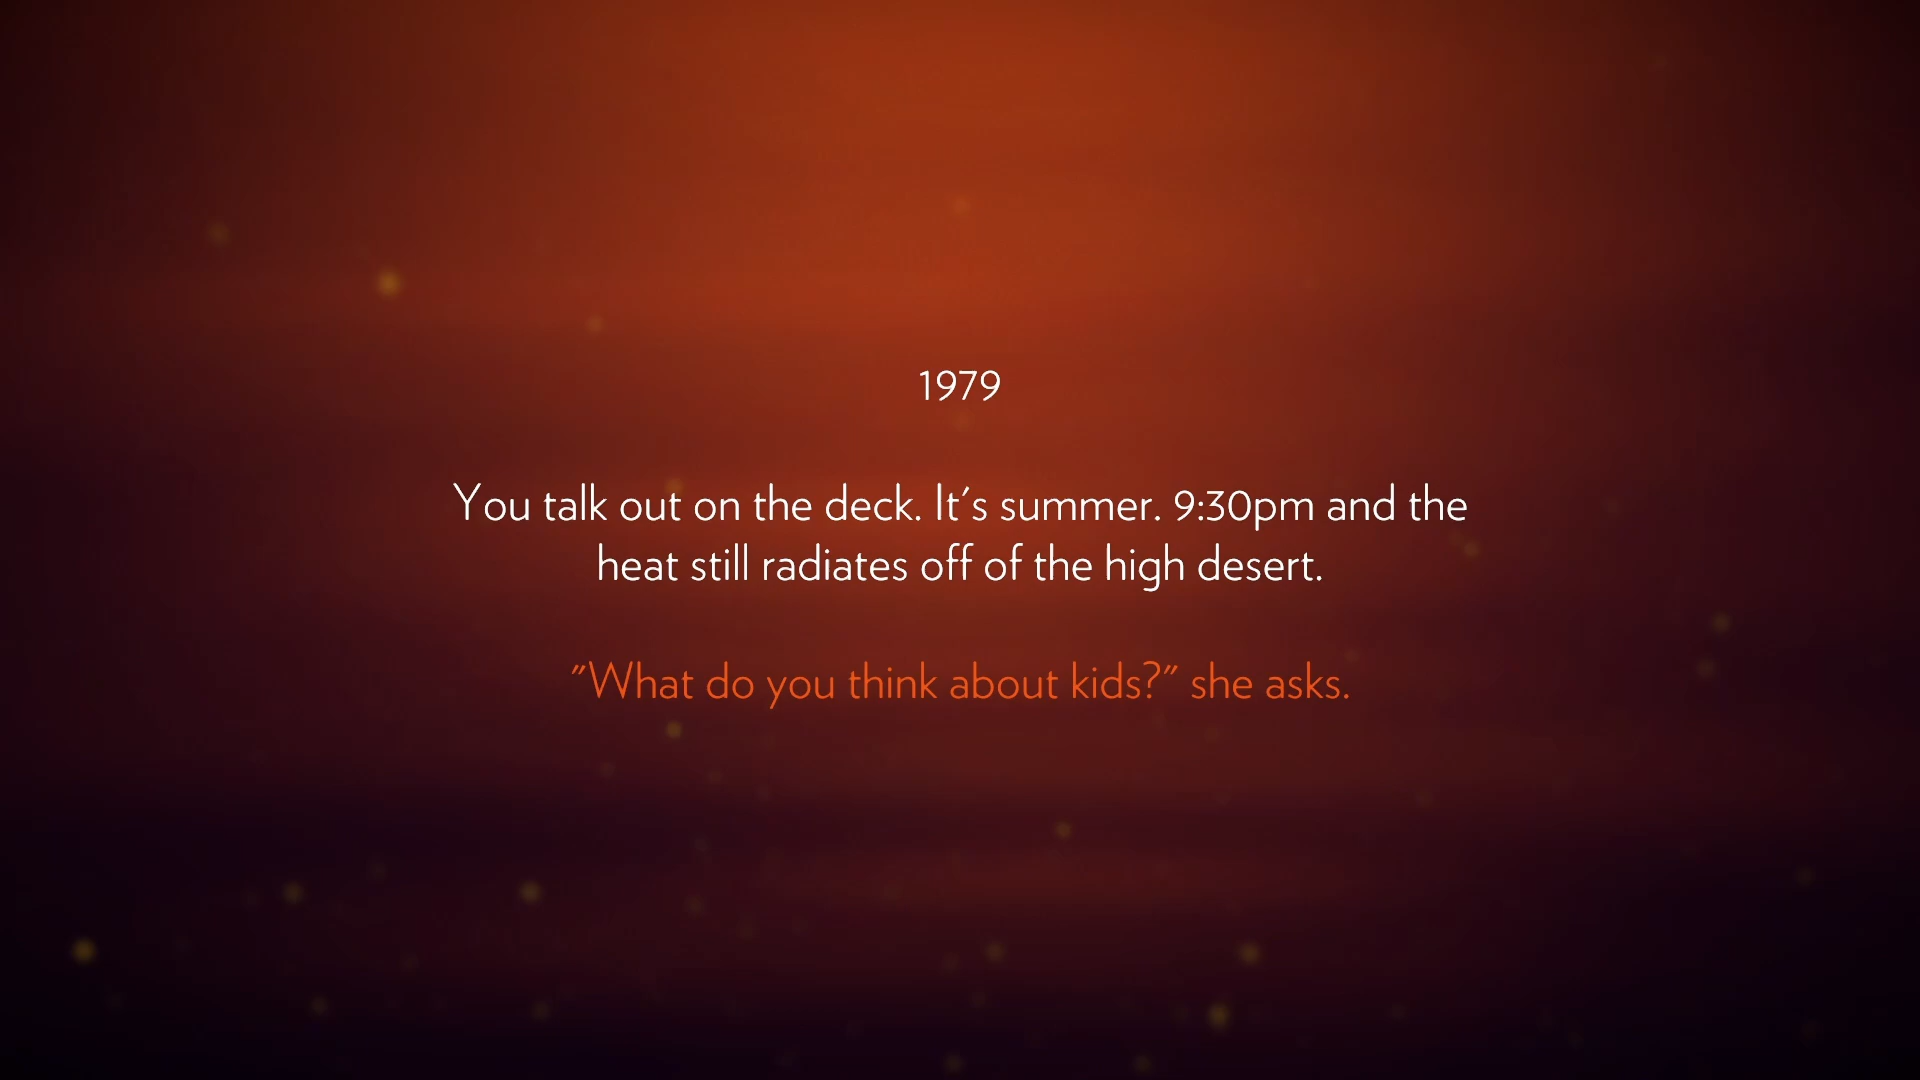 1979
You talk out on the deck. It's summer. 9:30pm and the
heat still radiates off of the high desert.
"What do you think about kids?" she asks.